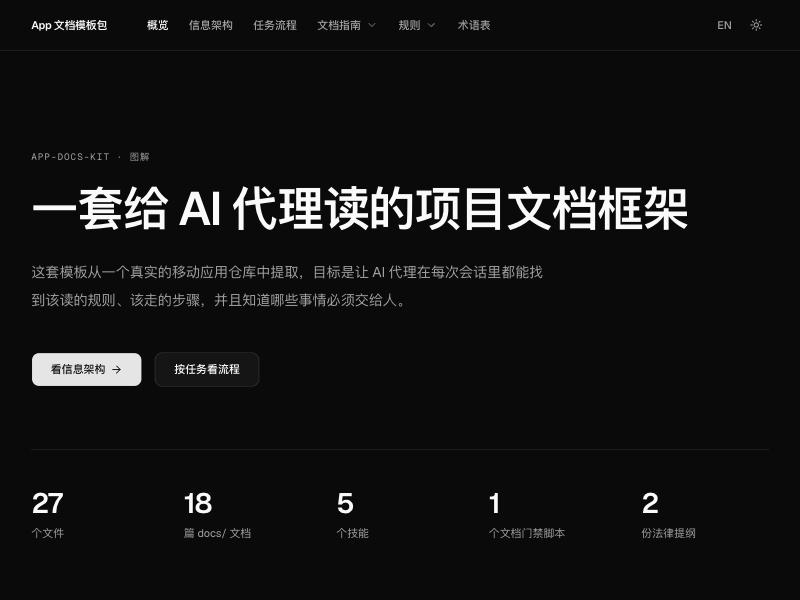 App 文档模板包 概览 信息架构 任务流程 文档指南 规则 术语表 EN
APP-DOCS-KIT · 图解
一套给 AI 代理读的项目文档框架
这套模板从一个真实的移动应用仓库中提取，目标是让 AI 代理在每次会话里都能找
到该读的规则、该走的步骤，并且知道哪些事情必须交给人。
看信息架构 → 按任务看流程
27 18 5 1 2
个文件 篇 docs/ 文档 个技能 个文档门禁脚本 份法律提纲